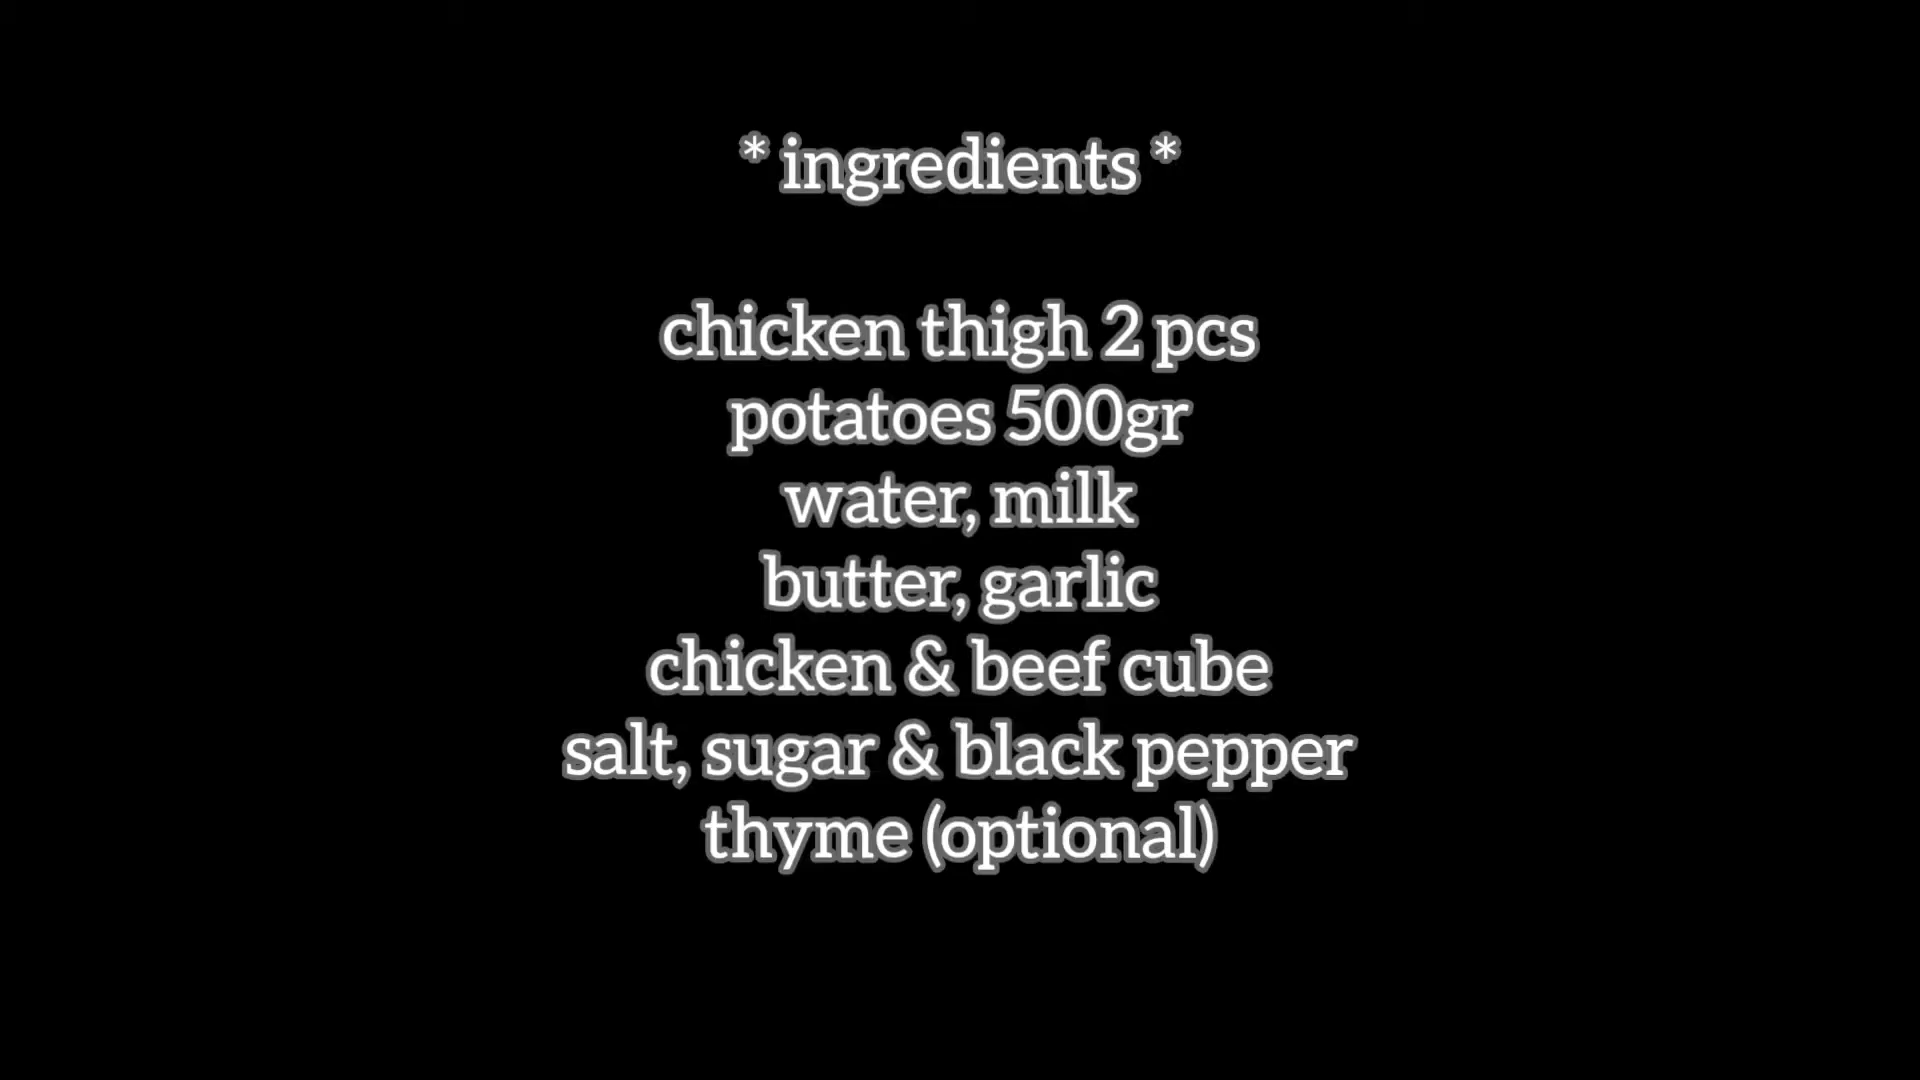 * ingredients *
chicken thigh 2 pcs
potatoes 500gr
water, milk
butter, garlic
chicken & beef cube
salt, sugar & black pepper
thyme (optional)